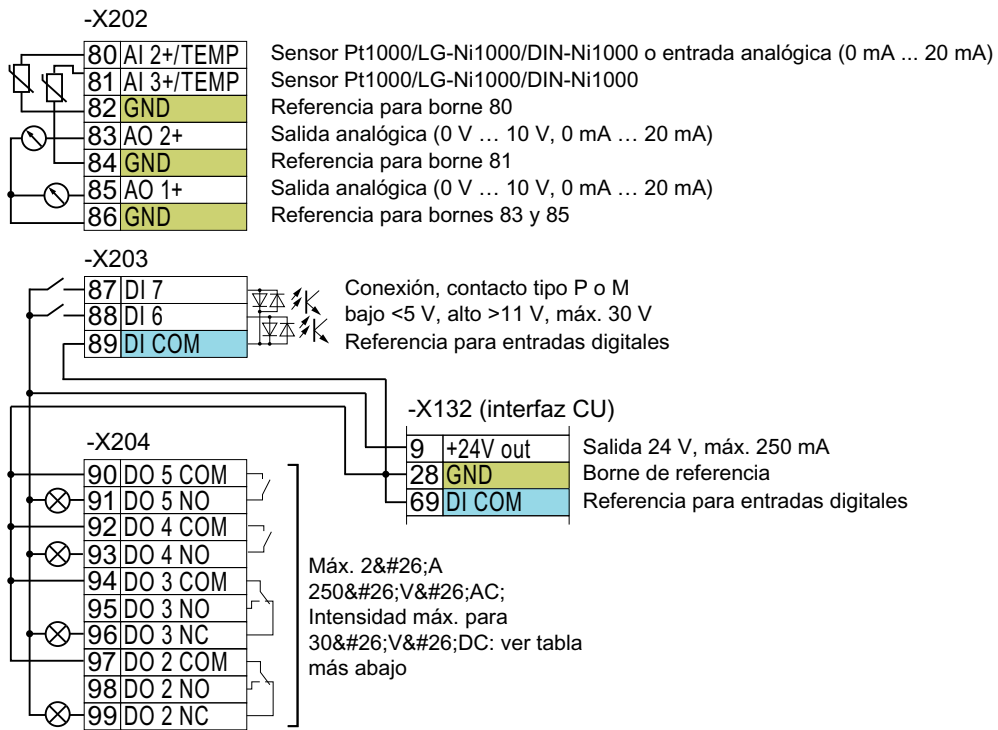 -X202
80 AI 2+/TEMP Sensor Pt1000/LG-Ni1000/DIN-Ni1000 o entrada analógica (0 mA ... 20 mA)
81 AI 3+/TEMP Sensor Pt1000/LG-Ni1000/DIN-Ni1000
82 GND Referencia para borne 80
83 AO 2+ Salida analógica (0 V … 10 V, 0 mA … 20 mA)
84 GND Referencia para borne 81
85 AO 1+ Salida analógica (0 V … 10 V, 0 mA … 20 mA)
86 GND Referencia para bornes 83 y 85
-X203
87 DI 7 Conexión, contacto tipo P o M
88 DI 6 bajo <5 V, alto >11 V, máx. 30 V
89 DI COM Referencia para entradas digitales
-X132 (interfaz CU)
9 +24V out Salida 24 V, máx. 250 mA
28 GND Borne de referencia
69 DI COM Referencia para entradas digitales
-X204
90 DO 5 COM
91 DO 5 NO
92 DO 4 COM
93 DO 4 NO
94 DO 3 COM
95 DO 3 NO
96 DO 3 NC
97 DO 2 COM
98 DO 2 NO
99 DO 2 NC
Máx. 2&#26;A
250&#26;V&#26;AC;
Intensidad máx. para
30&#26;V&#26;DC: ver tabla
más abajo